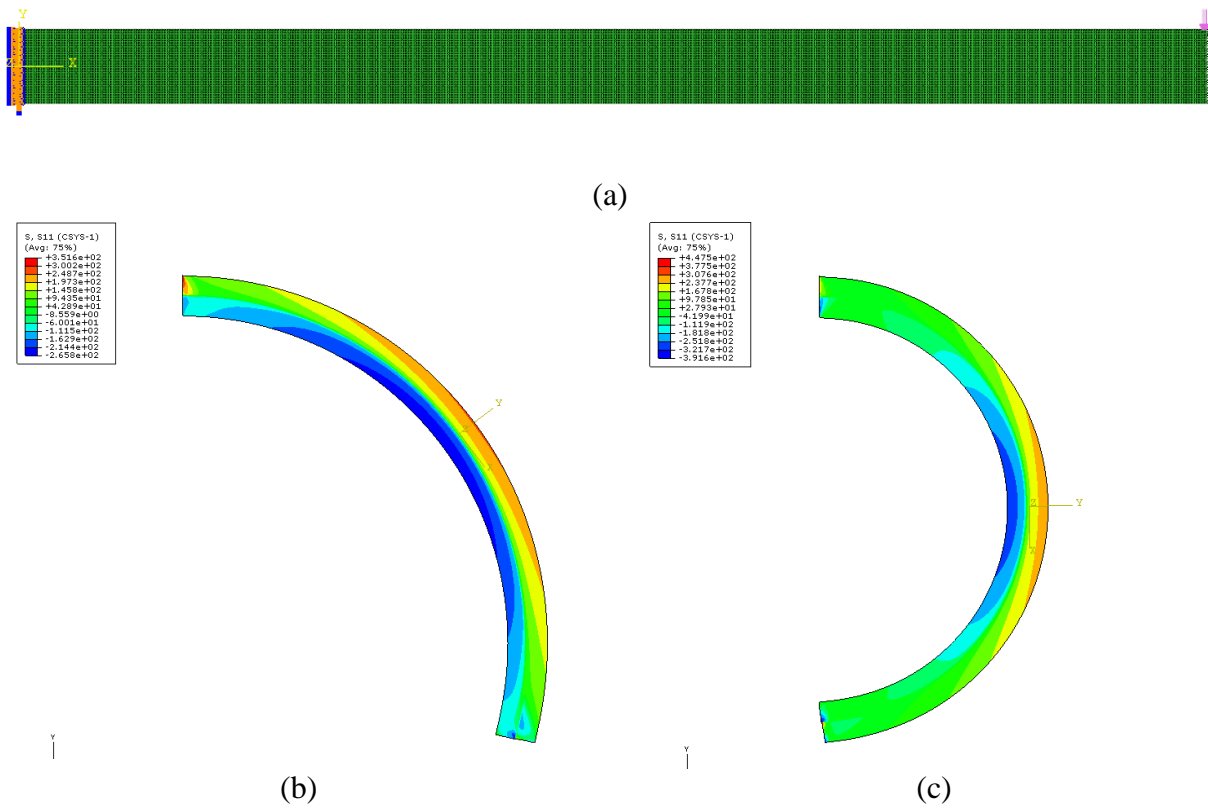 Y
Z X
(a)
S, S11 (CSYS-1)
(Avg: 75%)
+3.516e+02
+3.002e+02
+2.487e+02
+1.973e+02
+1.458e+02
+9.435e+01
+4.289e+01
-8.559e+00
-6.001e+01
-1.115e+02
-1.629e+02
-2.144e+02
-2.658e+02
Y
Z
X
Y
(b)
S, S11 (CSYS-1)
(Avg: 75%)
+4.475e+02
+3.775e+02
+3.076e+02
+2.377e+02
+1.678e+02
+9.785e+01
+2.793e+01
-4.199e+01
-1.119e+02
-1.818e+02
-2.518e+02
-3.217e+02
-3.916e+02
Z Y
X
Y
(c)